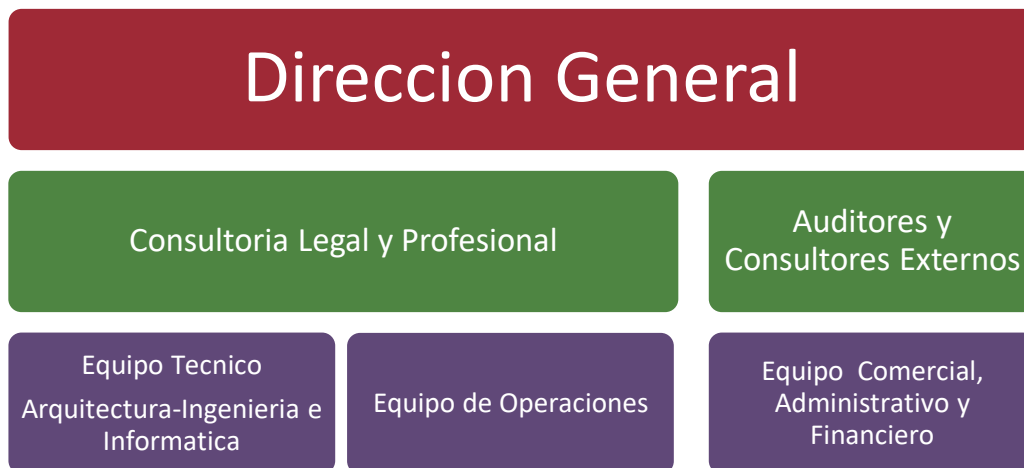 Direccion General
Consultoria Legal y Profesional
Auditores y
Consultores Externos
Equipo Tecnico
Arquitectura-Ingenieria e
Informatica
Equipo de Operaciones
Equipo Comercial,
Administrativo y
Financiero